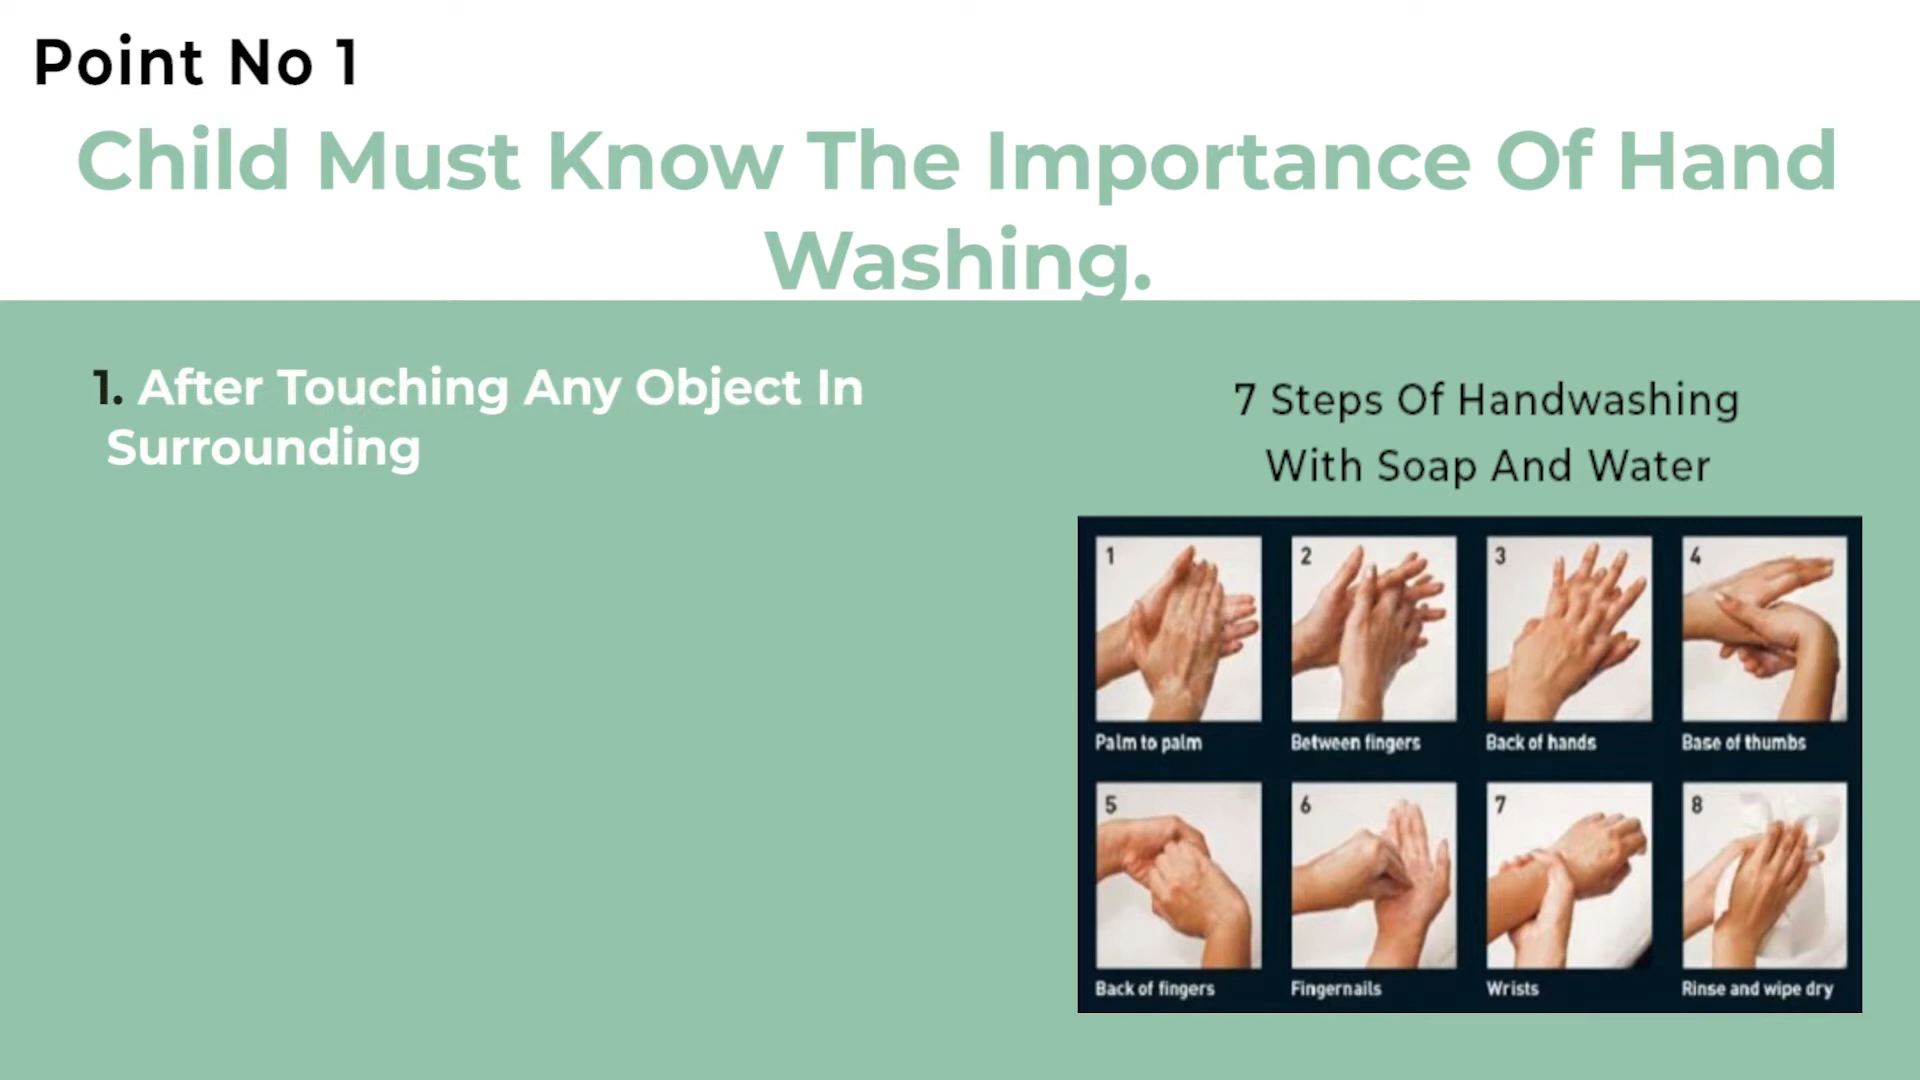 Point No 1
Child Must Know The Importance Of Hand
Washing.
1. After Touching Any Object In
Surrounding
7 Steps Of Handwashing
With Soap And Water
1
2
3
4
Palm to palm
Between fingers
Back of hands
Base of thumbs
5
6
7
8
Back of fingers
Fingernails
Wrists
Rinse and wipe dry